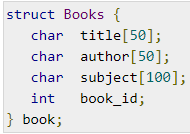 struct Books {
   char  title[50];
   char  author[50];
   char  subject[100];
   int   book_id;
} book;